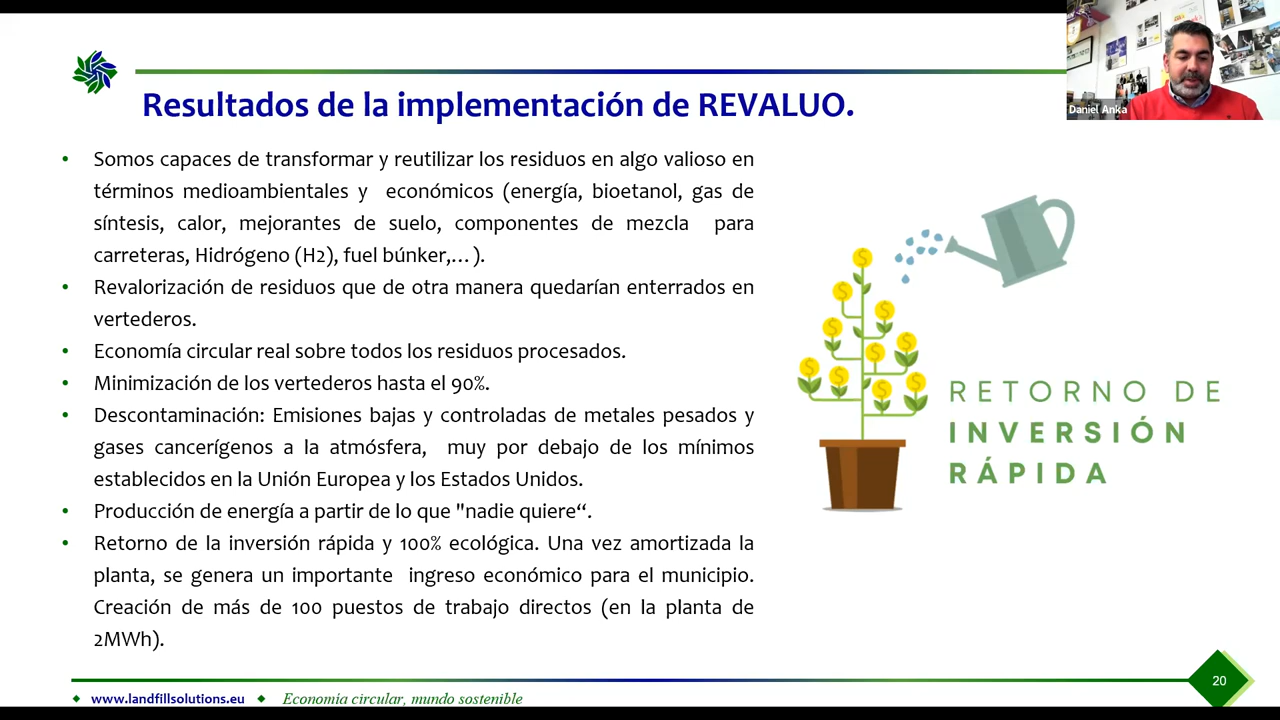 Daniel Anka
Resultados de la implementación de REVALUO.
• Somos capaces de transformar y reutilizar los residuos en algo valioso en
términos medioambientales y económicos (energía, bioetanol, gas de
síntesis, calor, mejorantes de suelo, componentes de mezcla para
carreteras, Hidrógeno (H2), fuel búnker,…).
• Revalorización de residuos que de otra manera quedarían enterrados en
vertederos.
• Economía circular real sobre todos los residuos procesados.
• Minimización de los vertederos hasta el 90%.
• Descontaminación: Emisiones bajas y controladas de metales pesados y
gases cancerígenos a la atmósfera, muy por debajo de los mínimos
establecidos en la Unión Europea y los Estados Unidos.
• Producción de energía a partir de lo que "nadie quiere“.
• Retorno de la inversión rápida y 100% ecológica. Una vez amortizada la
planta, se genera un importante ingreso económico para el municipio.
Creación de más de 100 puestos de trabajo directos (en la planta de
2MWh).
RETORNO DE
INVERSIÓN
RÁPIDA
www.landfillsolutions.eu ◆ Economía circular, mundo sostenible
20